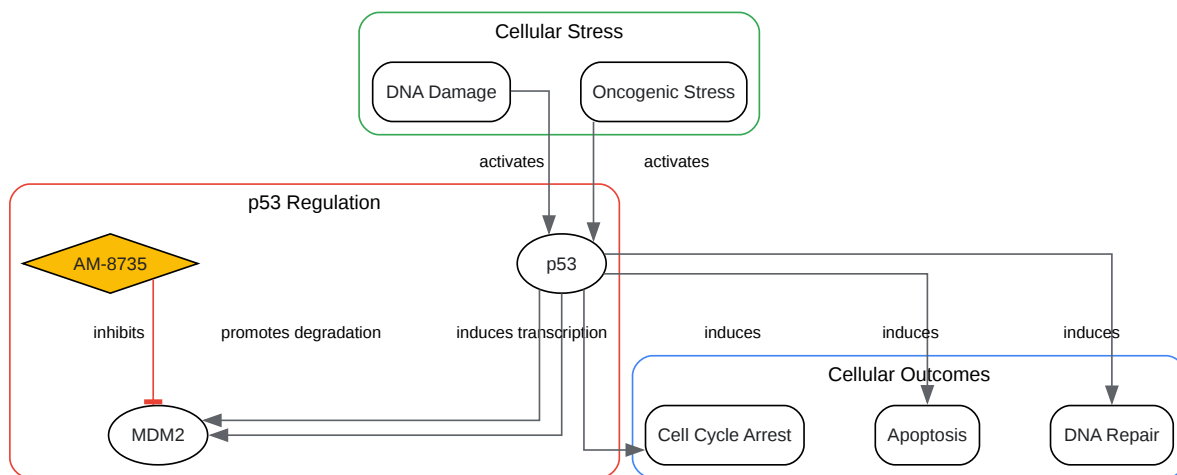 Cellular Stress
DNA Damage
Oncogenic Stress
activates
activates
p53 Regulation
AM-8735
p53
inhibits
promotes degradation
induces transcription
induces
induces
induces
Cellular Outcomes
MDM2
Cell Cycle Arrest
Apoptosis
DNA Repair